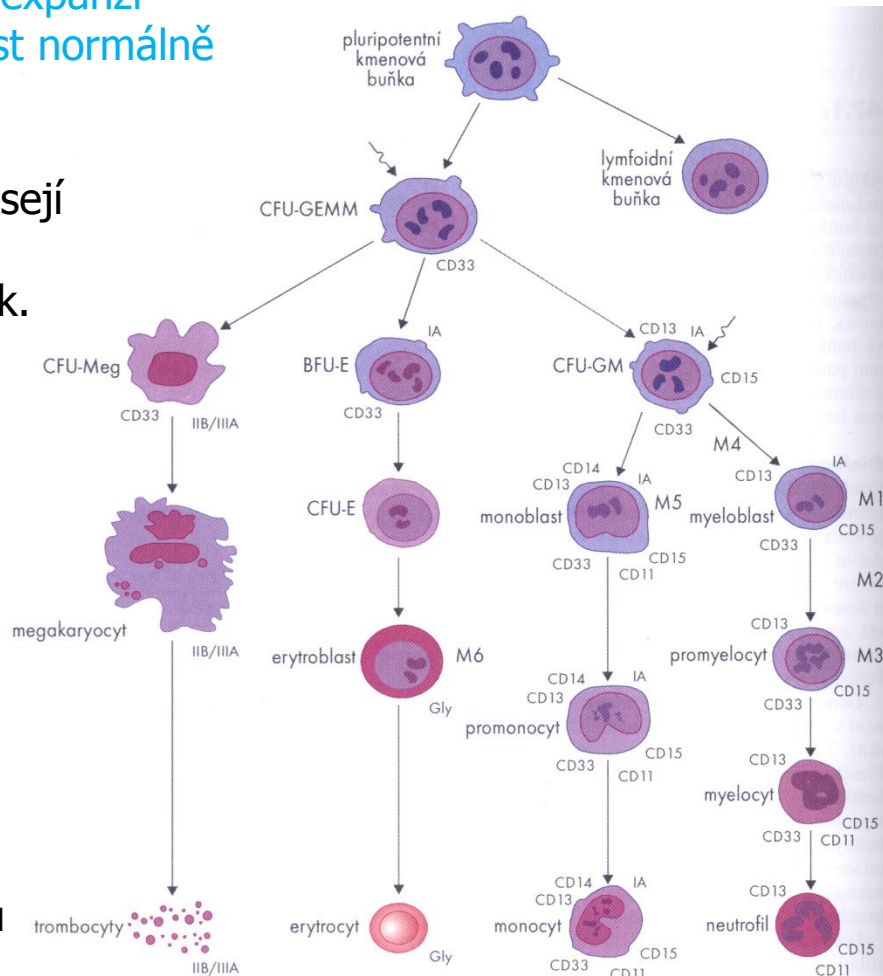 expanzi
st normálně
sejí
k.
pluripotentní
kmenová
buňka
lymfoidní
kmenová
buňka
CFU-GEMM
CD33
CFU-Meg
CD33
IIB/IIIA
BFU-E
IA
CD33
CFU-GM
CD13
IA
CD15
CD33
M4
CFU-E
monoblast
CD14
CD13
IA
M5
CD33
CD15
CD11
myeloblast
CD13
IA
M1
CD15
CD33
M2
megakaryocyt
IIB/IIIA
erytroblast
M6
Gly
promonocyt
CD14
CD13
IA
CD33
CD15
CD11
promyelocyt
CD13
M3
CD15
CD33
myelocyt
CD13
CD15
CD33
CD11
trombocyty
IIB/IIIA
erytrocyt
Gly
monocyt
CD14
CD13
IA
CD33
CD15
CD11
neutrofil
CD13
CD15
CD11